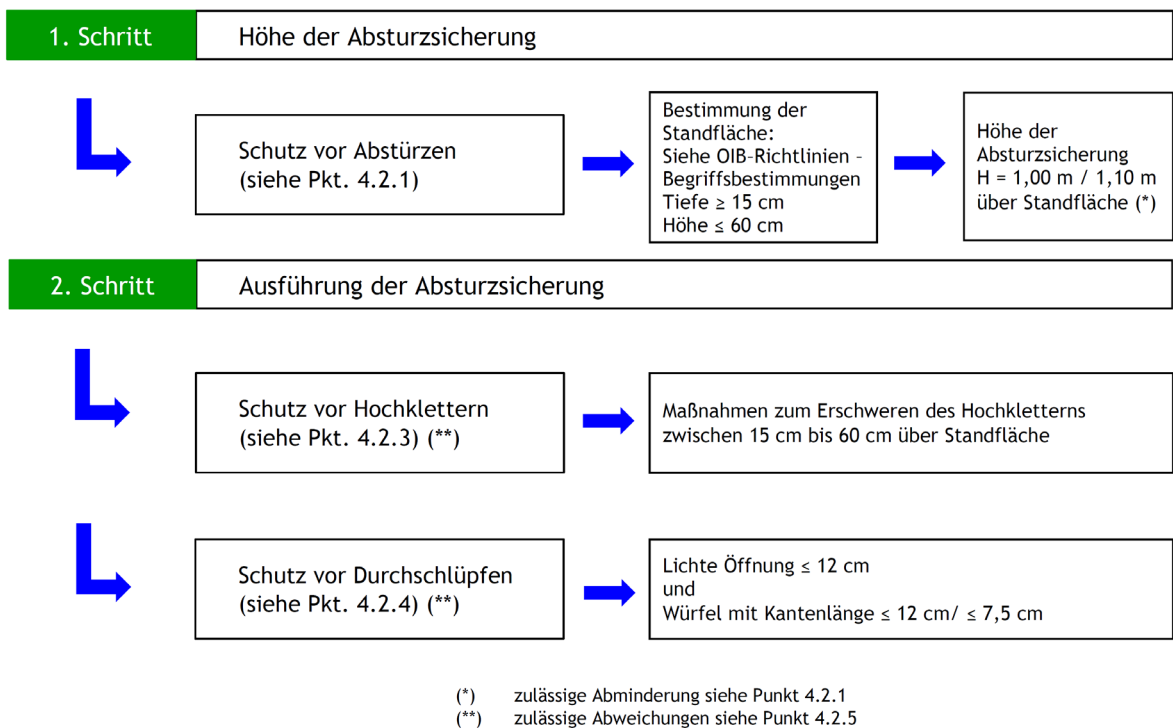 1. Schritt
Höhe der Absturzsicherung
Schutz vor Abstürzen
(siehe Pkt. 4.2.1)
Bestimmung der
Standfläche:
Siehe OIB-Richtlinien -
Begriffsbestimmungen
Tiefe ≥ 15 cm
Höhe ≤ 60 cm
Höhe der
Absturzsicherung
H = 1,00 m / 1,10 m
über Standfläche (*)
2. Schritt
Ausführung der Absturzsicherung
Schutz vor Hochklettern
(siehe Pkt. 4.2.3) (**)
Maßnahmen zum Erschweren des Hochkletterns
zwischen 15 cm bis 60 cm über Standfläche
Schutz vor Durchschlüpfen
(siehe Pkt. 4.2.4) (**)
Lichte Öffnung ≤ 12 cm
und
Würfel mit Kantenlänge ≤ 12 cm/ ≤ 7,5 cm
(*) zulässige Abminderung siehe Punkt 4.2.1
(**) zulässige Abweichungen siehe Punkt 4.2.5